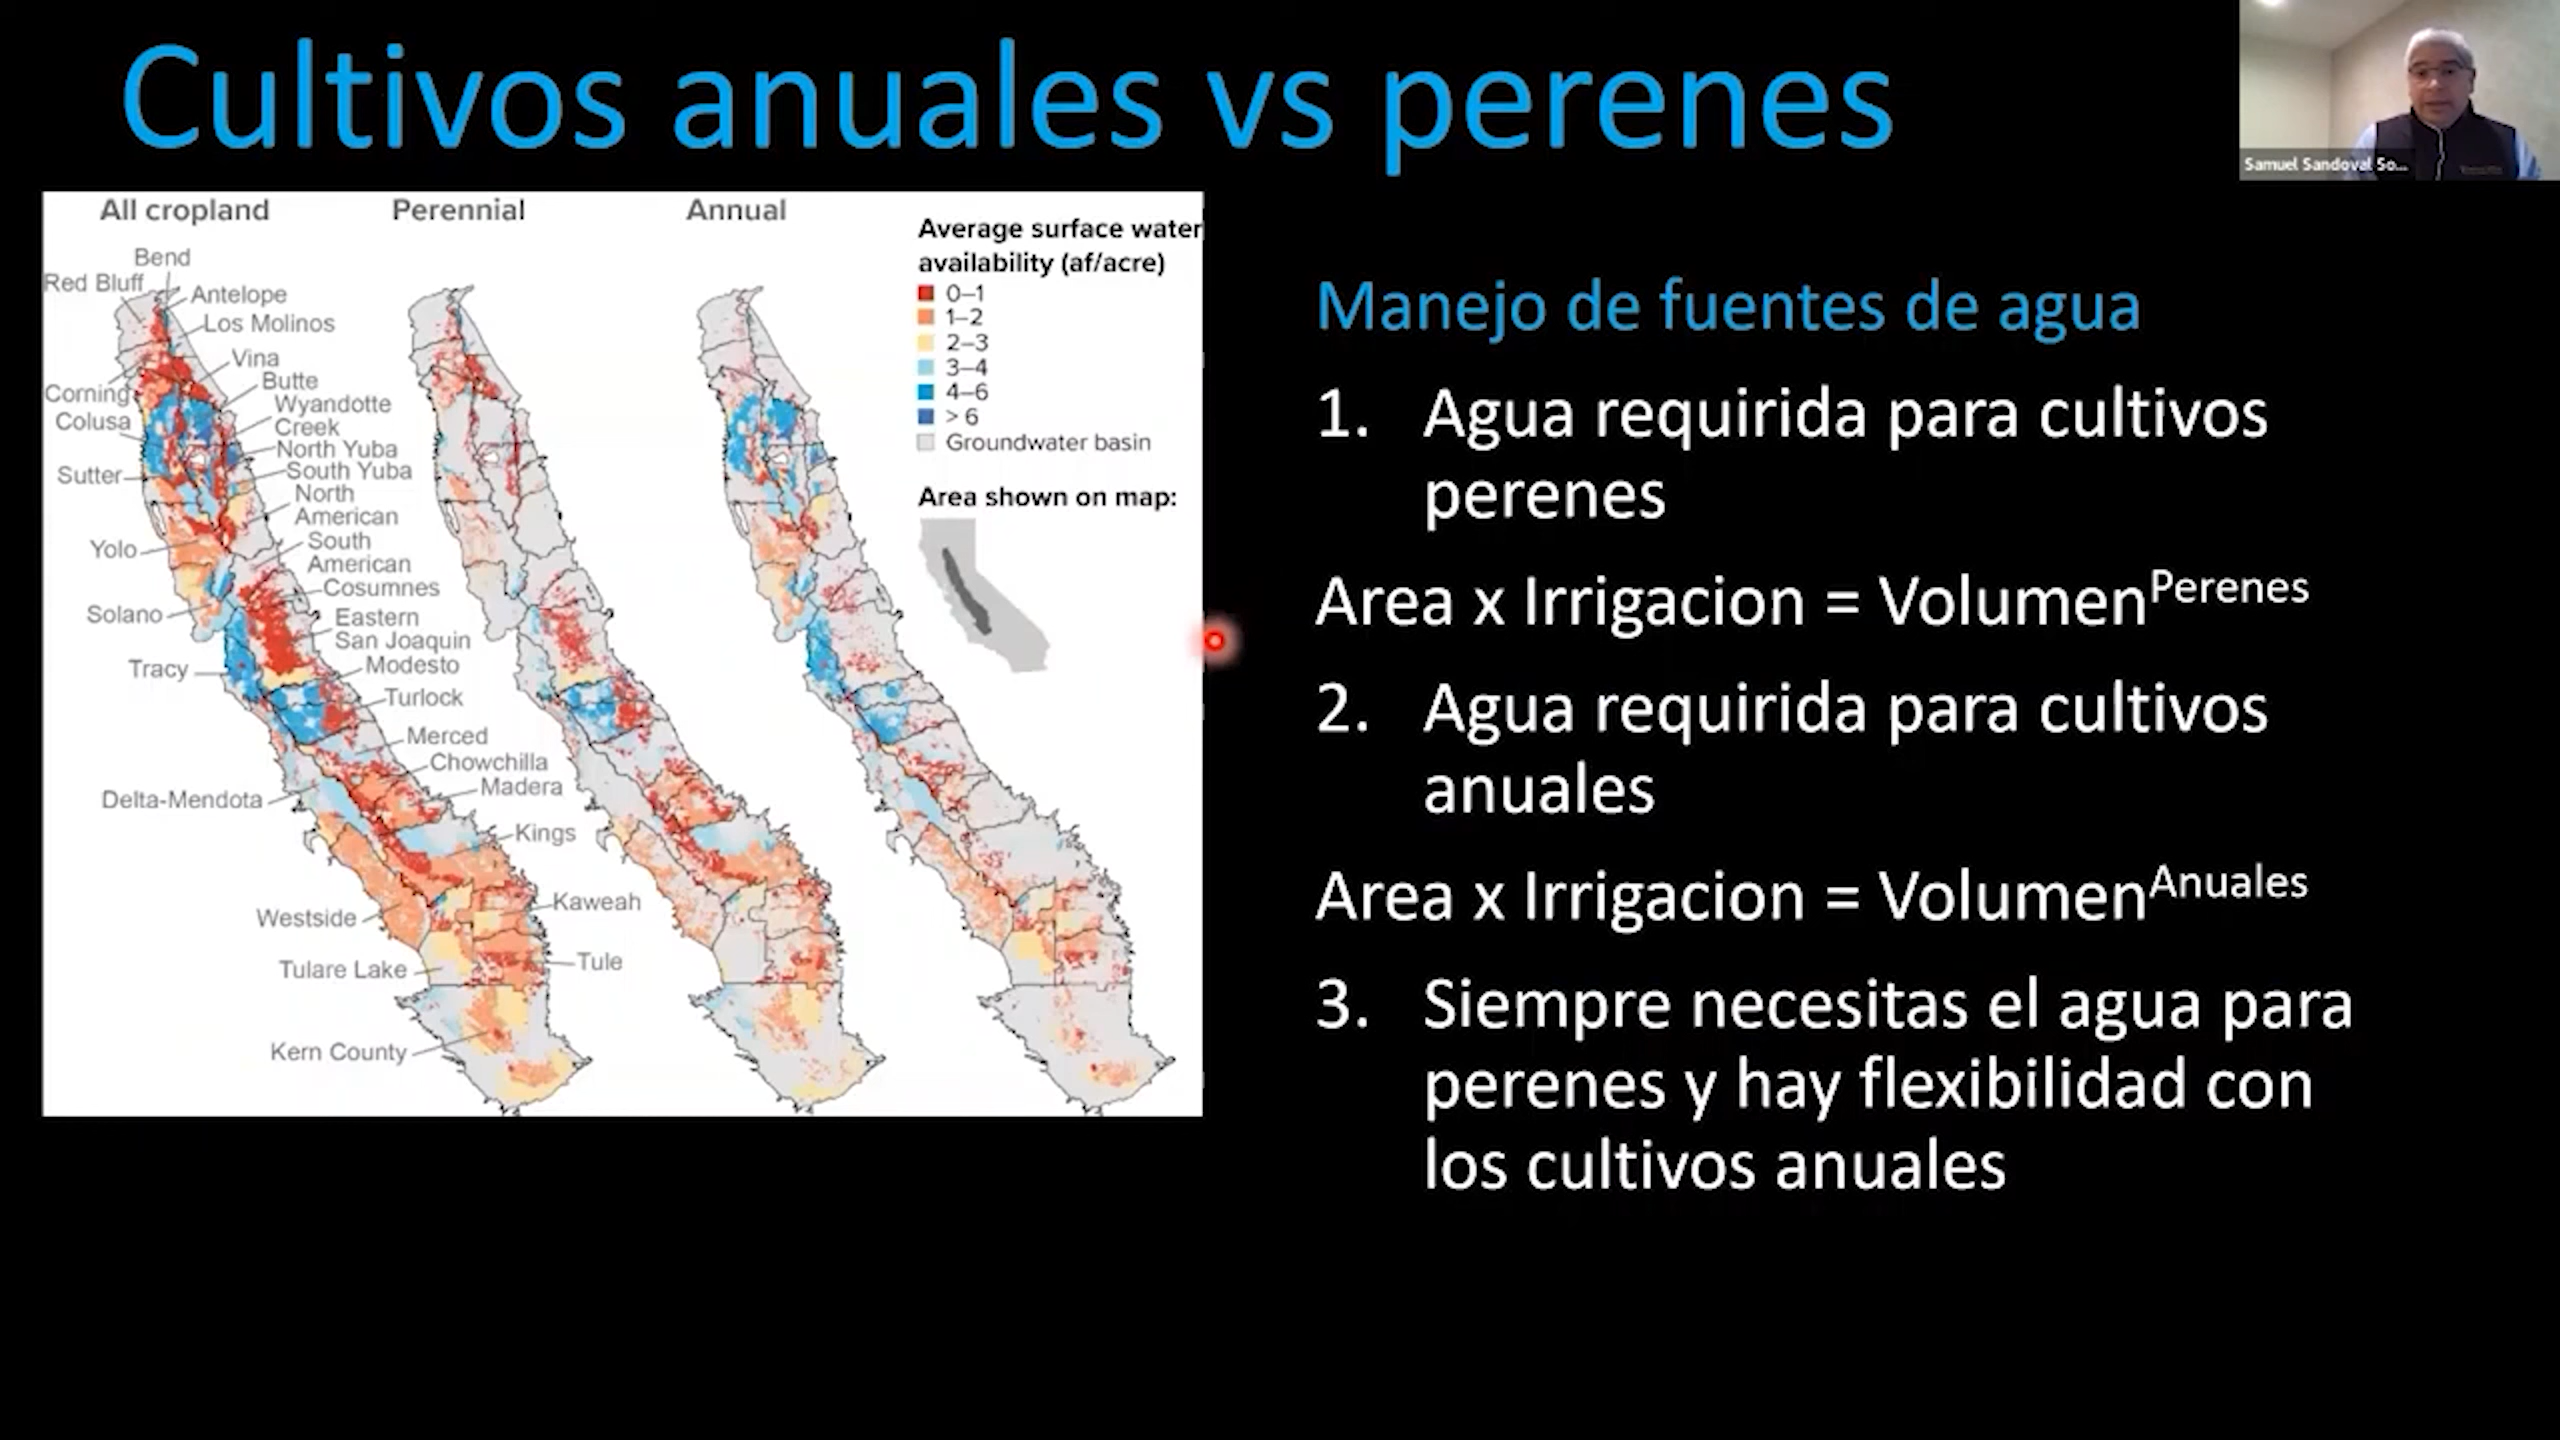 Cultivos anuales vs perenes
Samuel Sandoval So...
All cropland
Perennial
Annual
Bend
Red Bluff
Antelope
Los Molinos
Vina
Corning
Butte
Colusa
Wyandotte
Creek
North Yuba
Sutter
South Yuba
North
American
Yolo
South
American
Cosumnes
Solano
Eastern
San Joaquin
Tracy
Modesto
Turlock
Merced
Chowchilla
Delta-Mendota
Madera
Kings
Westside
Kaweah
Tulare Lake
Tule
Kern County
Average surface water
availability (af/acre)
0–1
1–2
2–3
3–4
4–6
> 6
Groundwater basin
Area shown on map:
Manejo de fuentes de agua
1. Agua requirida para cultivos
perenes
Area x Irrigacion = Volumen^Perenes
2. Agua requirida para cultivos
anuales
Area x Irrigacion = Volumen^Anuales
3. Siempre necesitas el agua para
perenes y hay flexibilidad con
los cultivos anuales